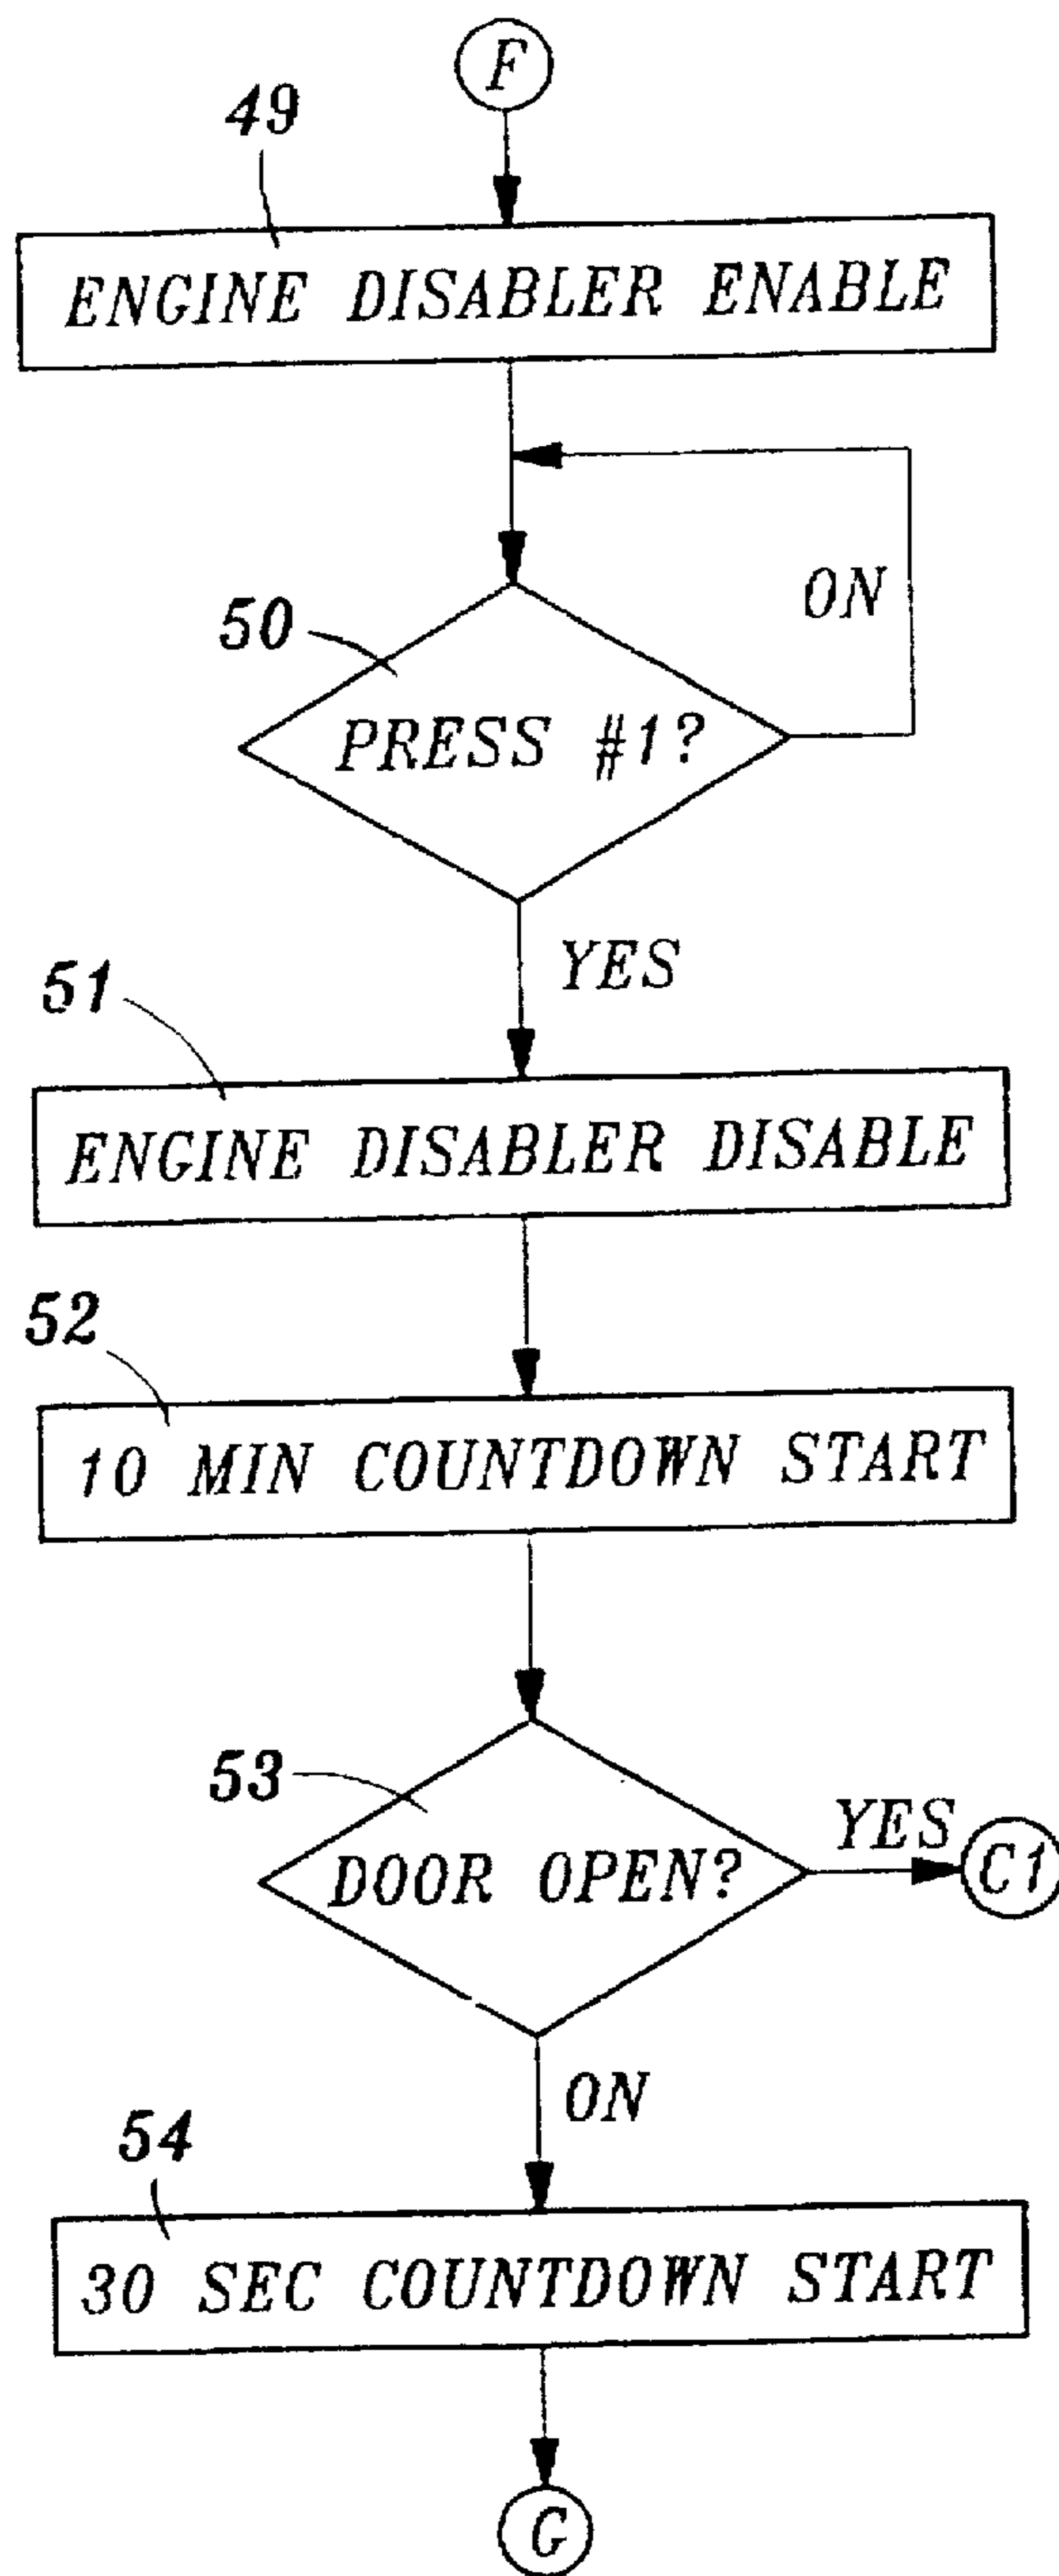 F
49
ENGINE DISABLER ENABLE
ON
50
PRESS #1?
YES
51
ENGINE DISABLER DISABLE
52
10 MIN COUNTDOWN START
53
YES
DOOR OPEN?
C1
ON
54
30 SEC COUNTDOWN START
G